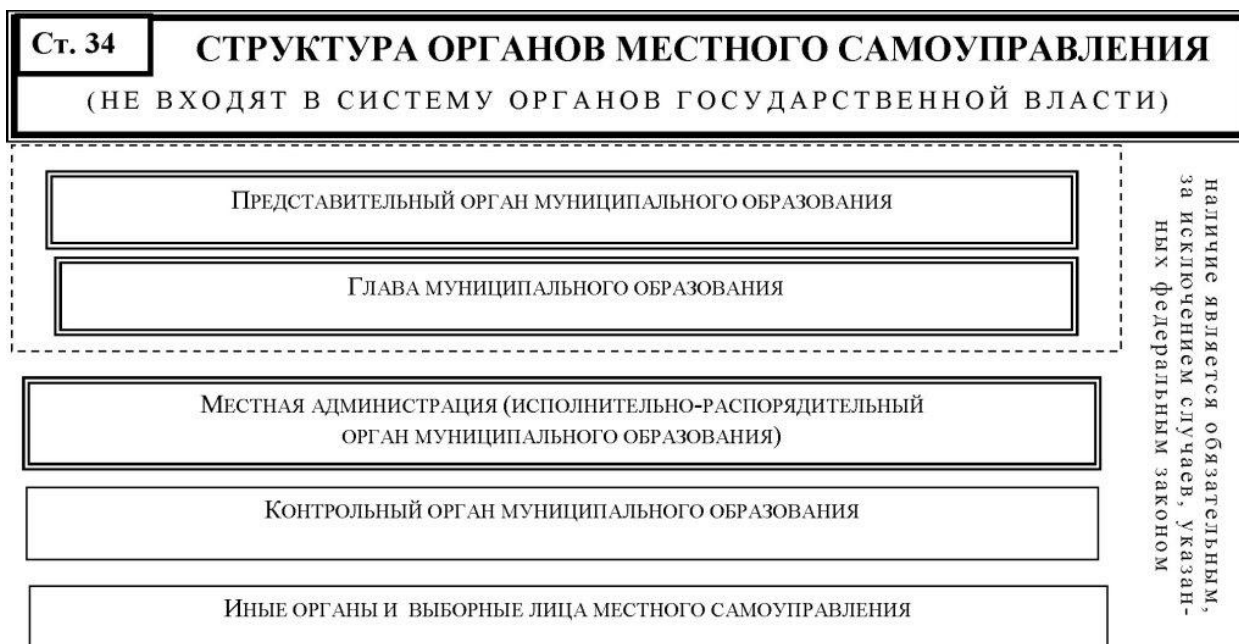 Ст. 34
СТРУКТУРА ОРГАНОВ МЕСТНОГО САМОУПРАВЛЕНИЯ
(НЕ ВХОДЯТ В СИСТЕМУ ОРГАНОВ ГОСУДАРСТВЕННОЙ ВЛАСТИ)
ПРЕДСТАВИТЕЛЬНЫЙ ОРГАН МУНИЦИПАЛЬНОГО ОБРАЗОВАНИЯ
ГЛАВА МУНИЦИПАЛЬНОГО ОБРАЗОВАНИЯ
МЕСТНАЯ АДМИНИСТРАЦИЯ (ИСПОЛНИТЕЛЬНО-РАСПОРЯДИТЕЛЬНЫЙ
ОРГАН МУНИЦИПАЛЬНОГО ОБРАЗОВАНИЯ)
КОНТРОЛЬНЫЙ ОРГАН МУНИЦИПАЛЬНОГО ОБРАЗОВАНИЯ
ИНЫЕ ОРГАНЫ И ВЫБОРНЫЕ ЛИЦА МЕСТНОГО САМОУПРАВЛЕНИЯ
наличие является обязательным,
за исключением случаев, указан-
ных федеральным законом